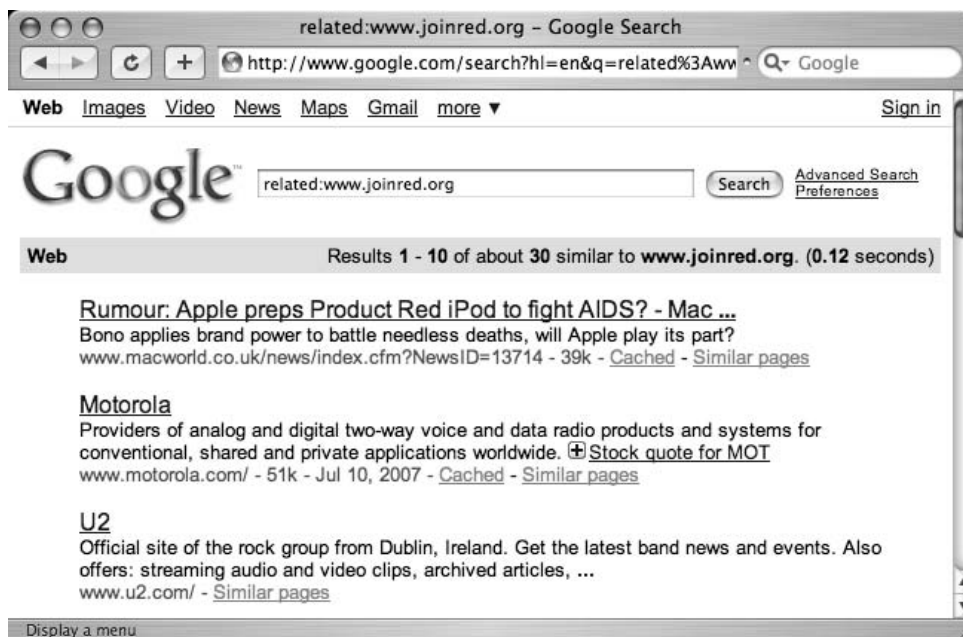 related:www.joinred.org – Google Search
http://www.google.com/search?hl=en&q=related%3Aww
Google
Web Images Video News Maps Gmail more ▼ Sign in
Google™ related:www.joinred.org Search Advanced Search
Preferences
Web Results 1 - 10 of about 30 similar to www.joinred.org. (0.12 seconds)
Rumour: Apple preps Product Red iPod to fight AIDS? - Mac ...
Bono applies brand power to battle needless deaths, will Apple play its part?
www.macworld.co.uk/news/index.cfm?NewsID=13714 - 39k - Cached - Similar pages
Motorola
Providers of analog and digital two-way voice and data radio products and systems for
conventional, shared and private applications worldwide. Stock quote for MOT
www.motorola.com/ - 51k - Jul 10, 2007 - Cached - Similar pages
U2
Official site of the rock group from Dublin, Ireland. Get the latest band news and events. Also
offers: streaming audio and video clips, archived articles, ...
www.u2.com/ - Similar pages
Display a menu